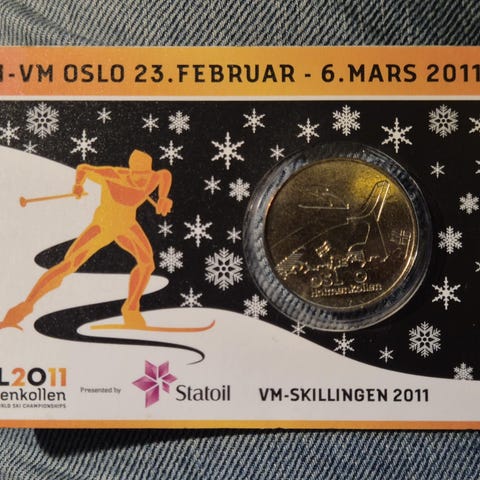 -VM OSLO 23.FEBRUAR - 6.MARS 2011
OSLO
Holmenkollen
L2011
enkollen
ORLD SKI CHAMPIONSHIPS
Presented by
Statoil
VM-SKILLINGEN 2011